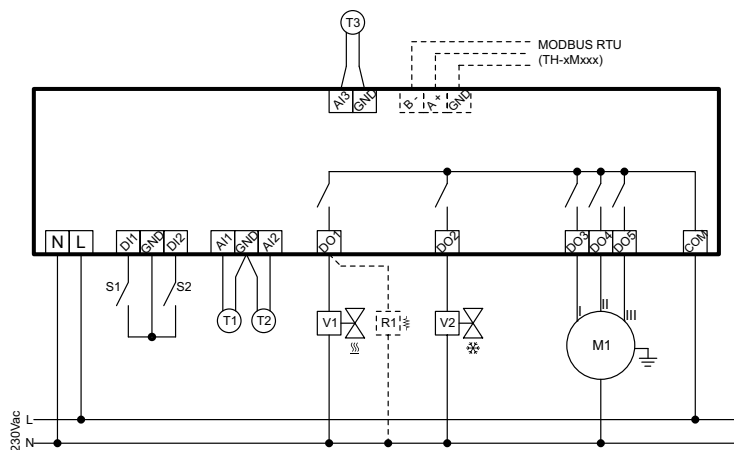 T3
MODBUS RTU
(TH-xMxxx)
AI3 GND B - A + GND
N L DI1 GND DI2 AI1 GND AI2 DO1 DO2 DO3 DO4 DO5 COM
S1 S2
I II III
T1 T2 V1 R1 V2 M1
230Vac
L
N